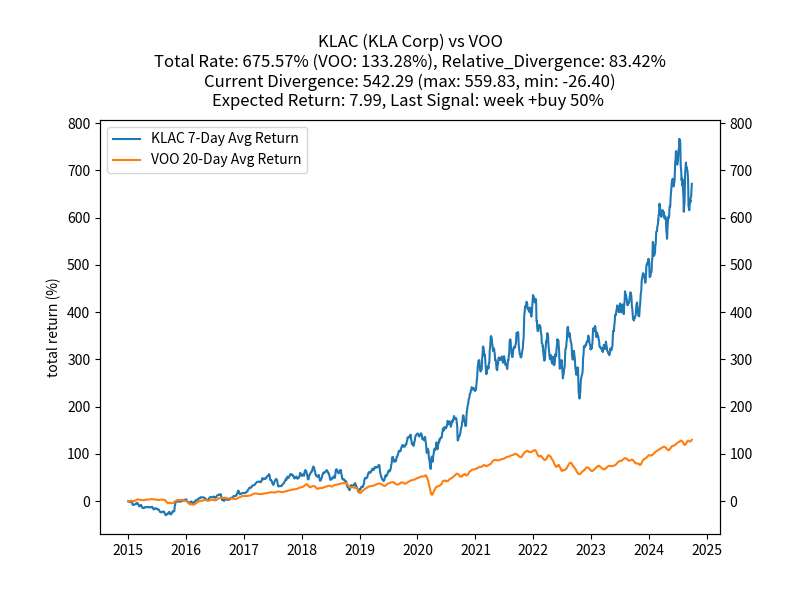 KLAC (KLA Corp) vs VOO
Total Rate: 675.57% (VOO: 133.28%), Relative_Divergence: 83.42%
Current Divergence: 542.29 (max: 559.83, min: -26.40)
Expected Return: 7.99, Last Signal: week +buy 50%
KLAC 7-Day Avg Return
VOO 20-Day Avg Return
total return (%)
800
700
600
500
400
300
200
100
0
800
700
600
500
400
300
200
100
0
2015 2016 2017 2018 2019 2020 2021 2022 2023 2024 2025